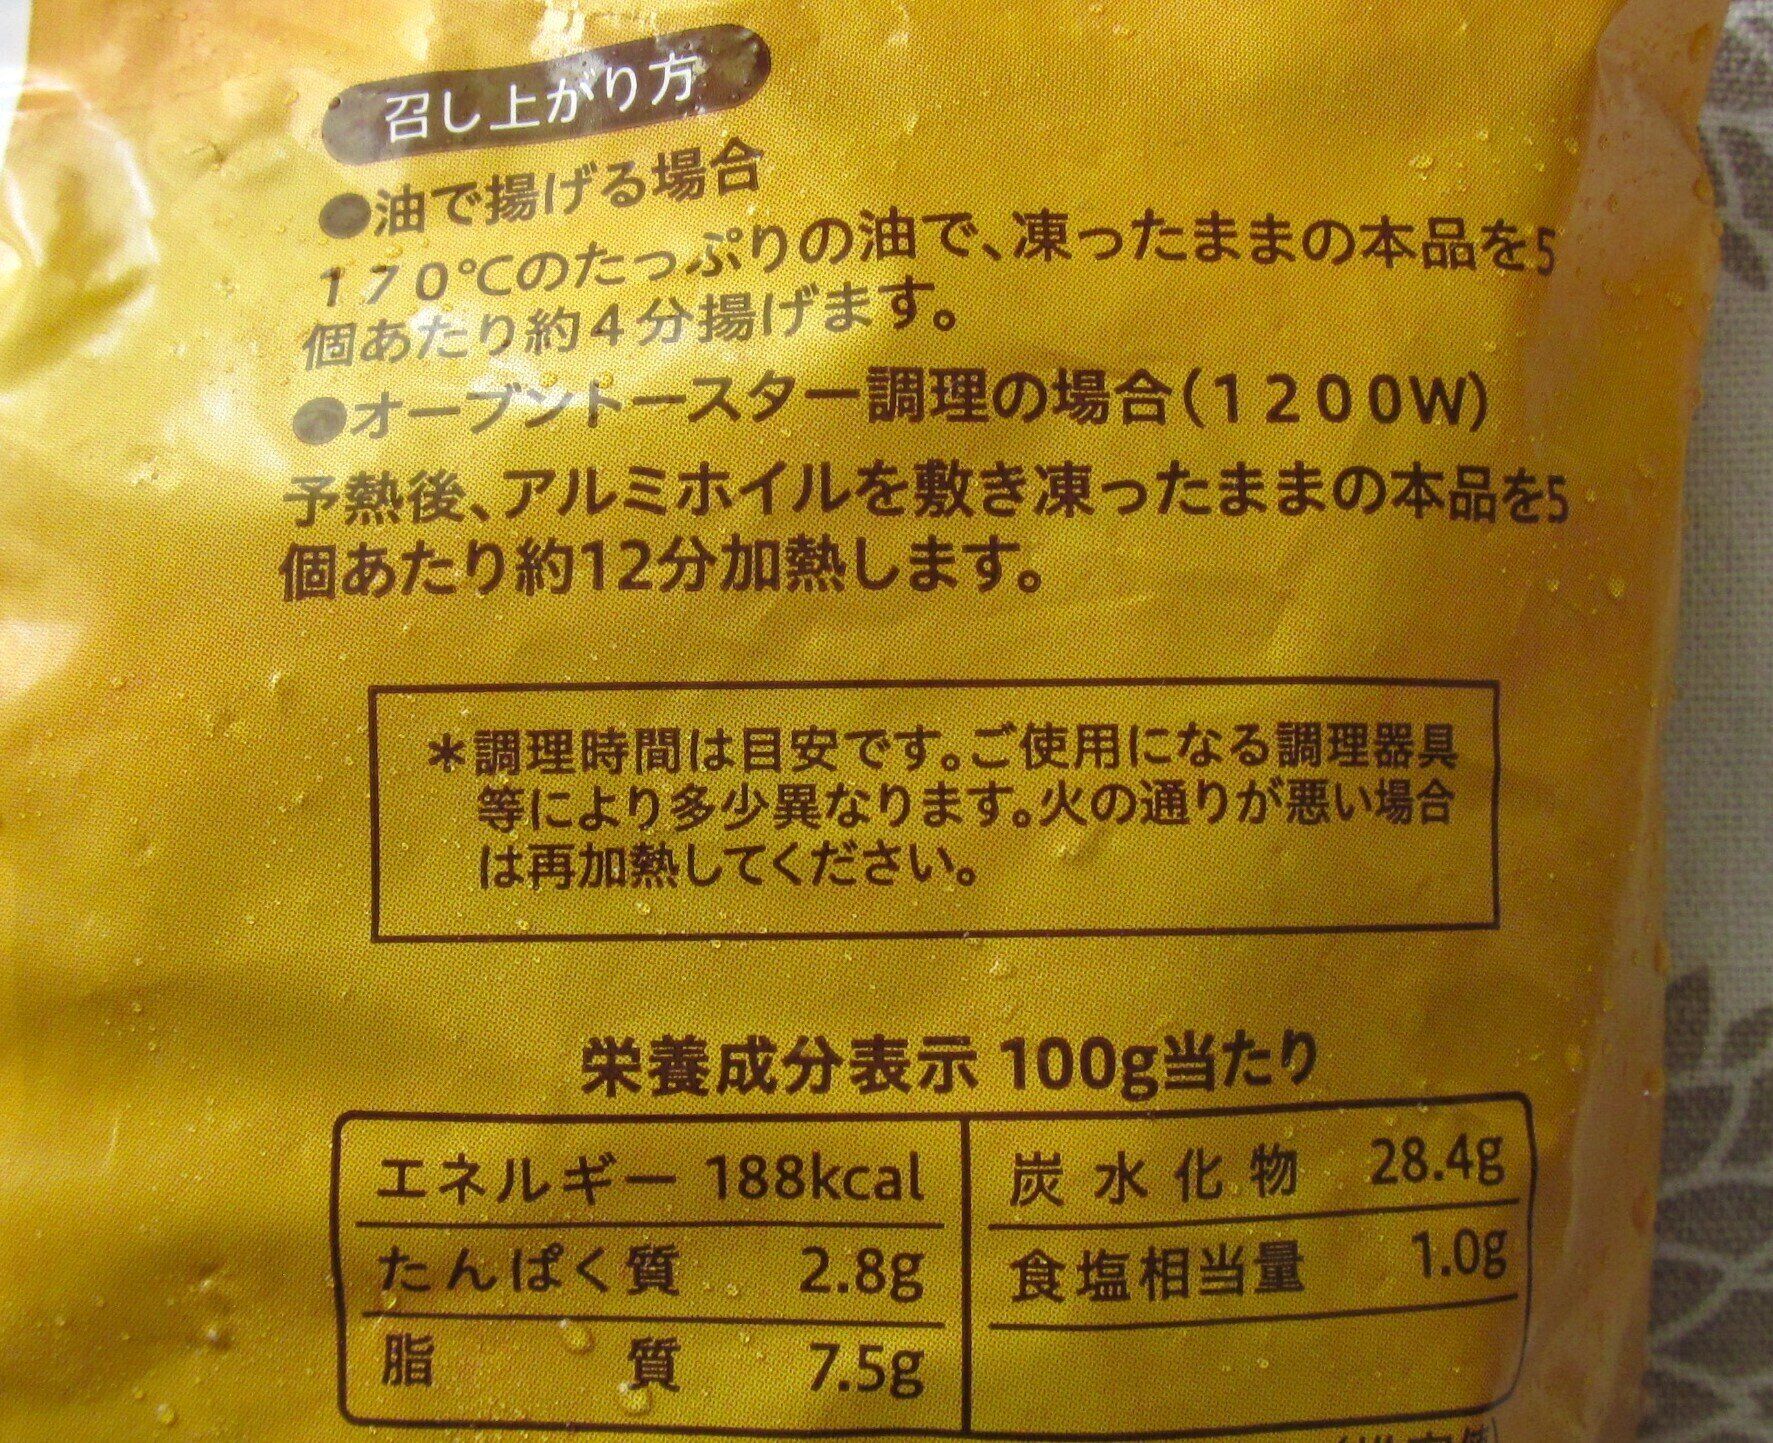 召し上がり方
●油で揚げる場合
170℃のたっぷりの油で、凍ったままの本品を5
個あたり約4分揚げます。
●オーブントースター調理の場合(1200W)
予熱後、アルミホイルを敷き凍ったままの本品を5
個あたり約12分加熱します。
*調理時間は目安です。ご使用になる調理器具
等により多少異なります。火の通りが悪い場合
は再加熱してください。
栄養成分表示 100g当たり
エネルギー 188kcal 炭水化物 28.4g
たんぱく質 2.8g 食塩相当量 1.0g
脂質 7.5g